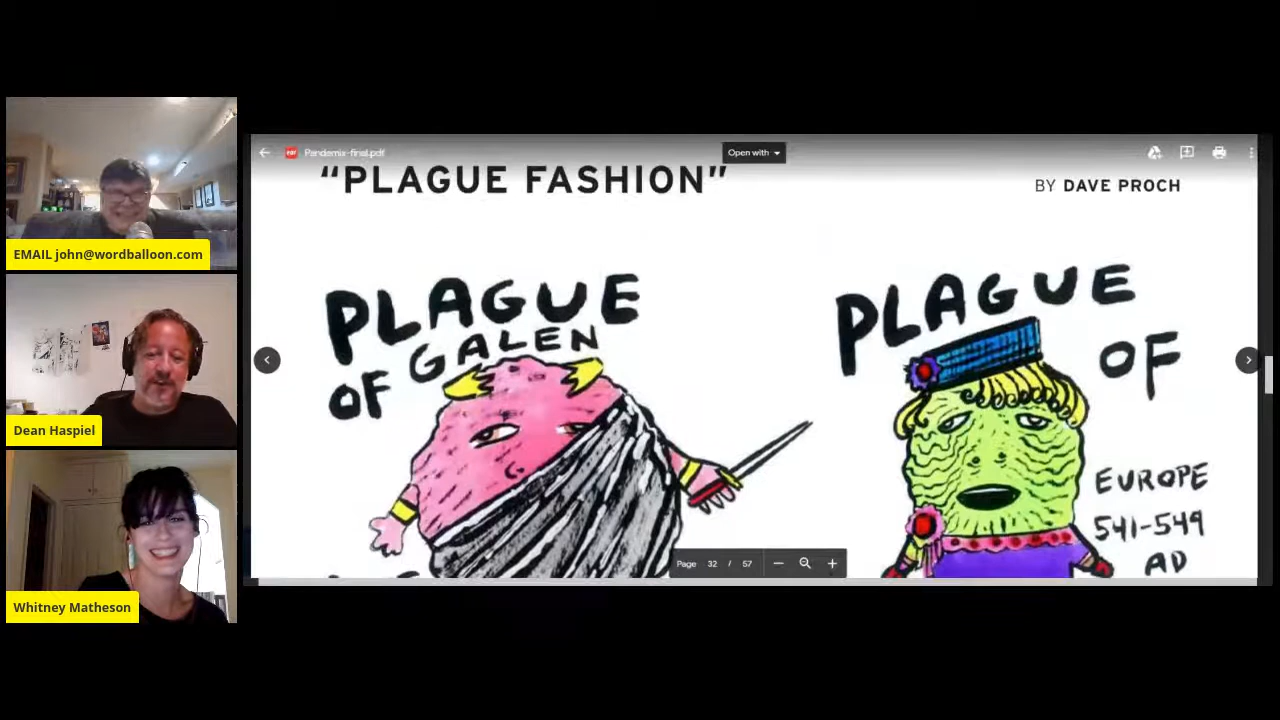 EMAIL john@wordballoon.com
Dean Haspiel
Whitney Matheson
Pandemix-final.pdf
Open with
"PLAGUE FASHION"
BY DAVE PROCH
PLAGUE
OF GALEN
PLAGUE
OF
EUROPE
541-549
AD
Page 32 / 57